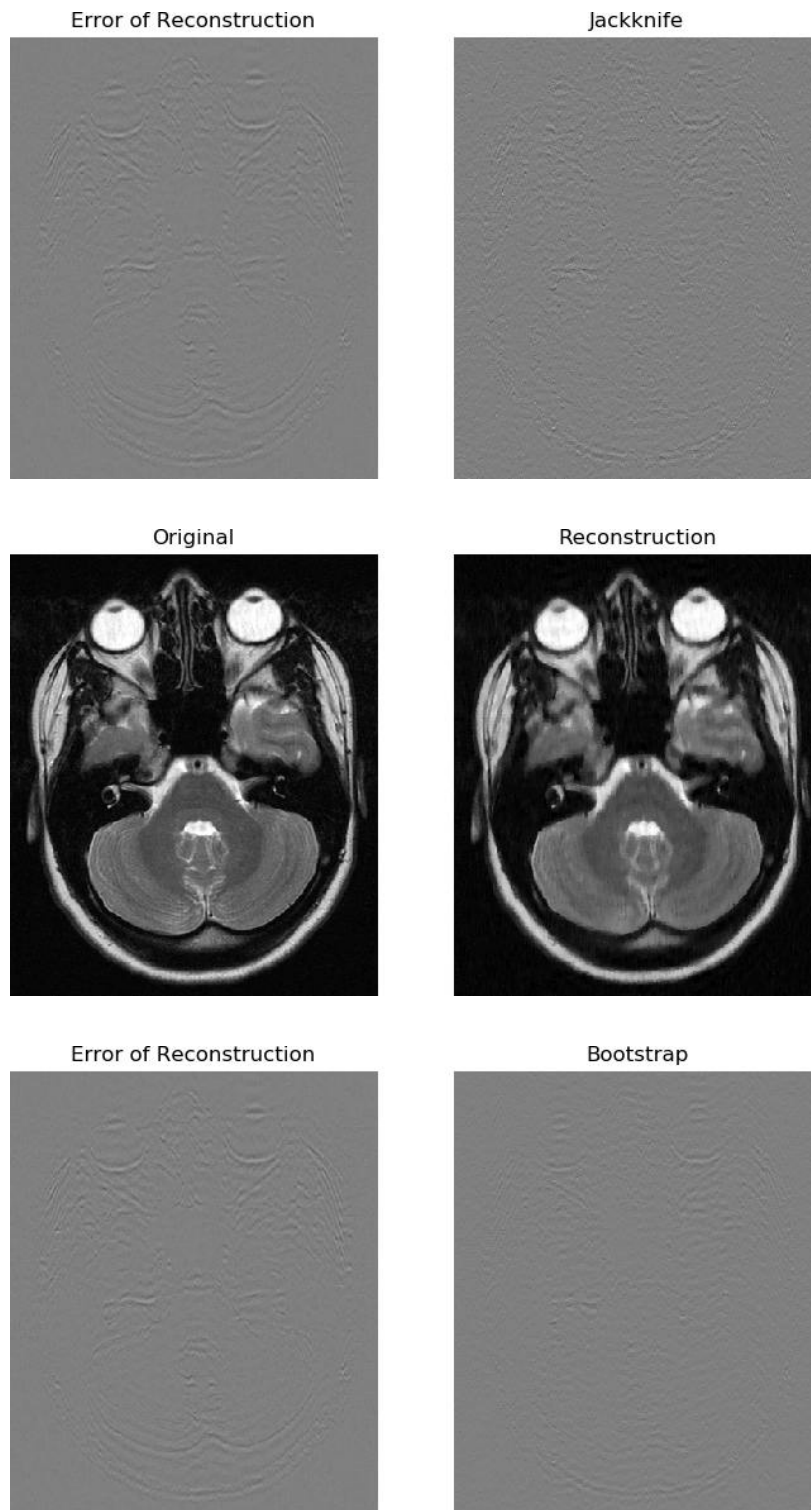 Error of Reconstruction
Jackknife
Original
Reconstruction
Error of Reconstruction
Bootstrap